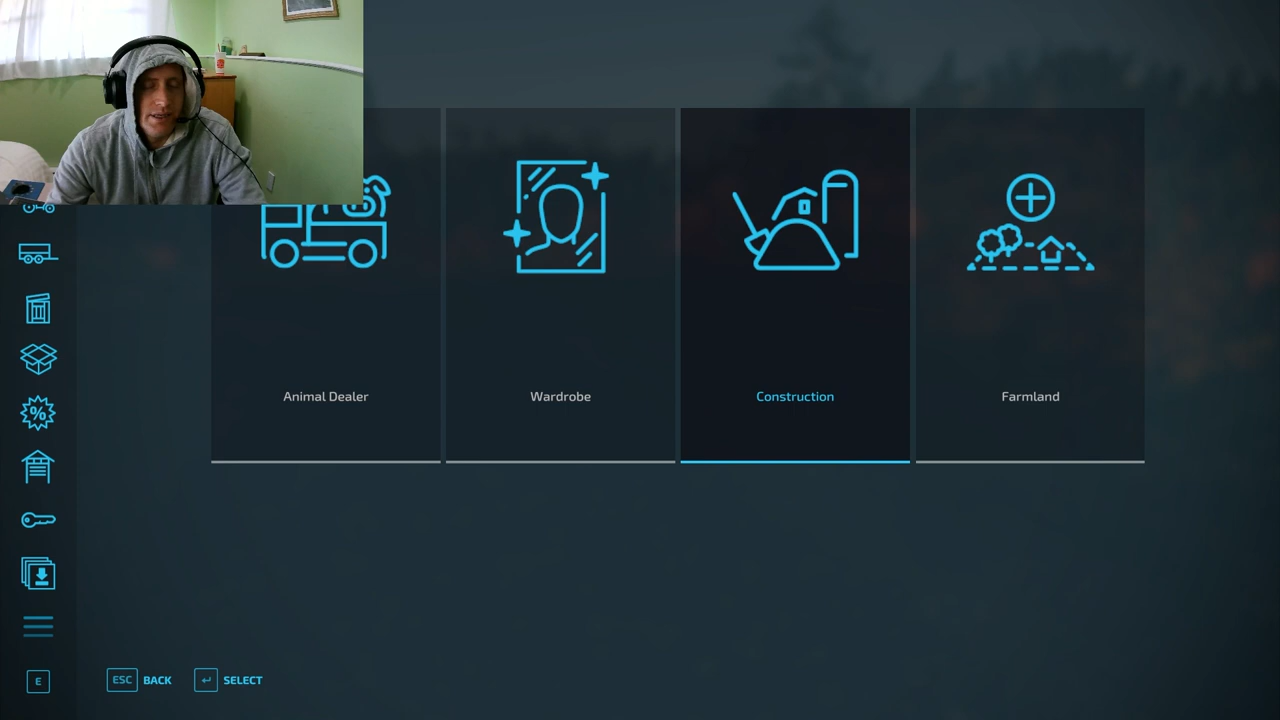 Animal Dealer
Wardrobe
Construction
Farmland
%
E
ESC BACK
SELECT